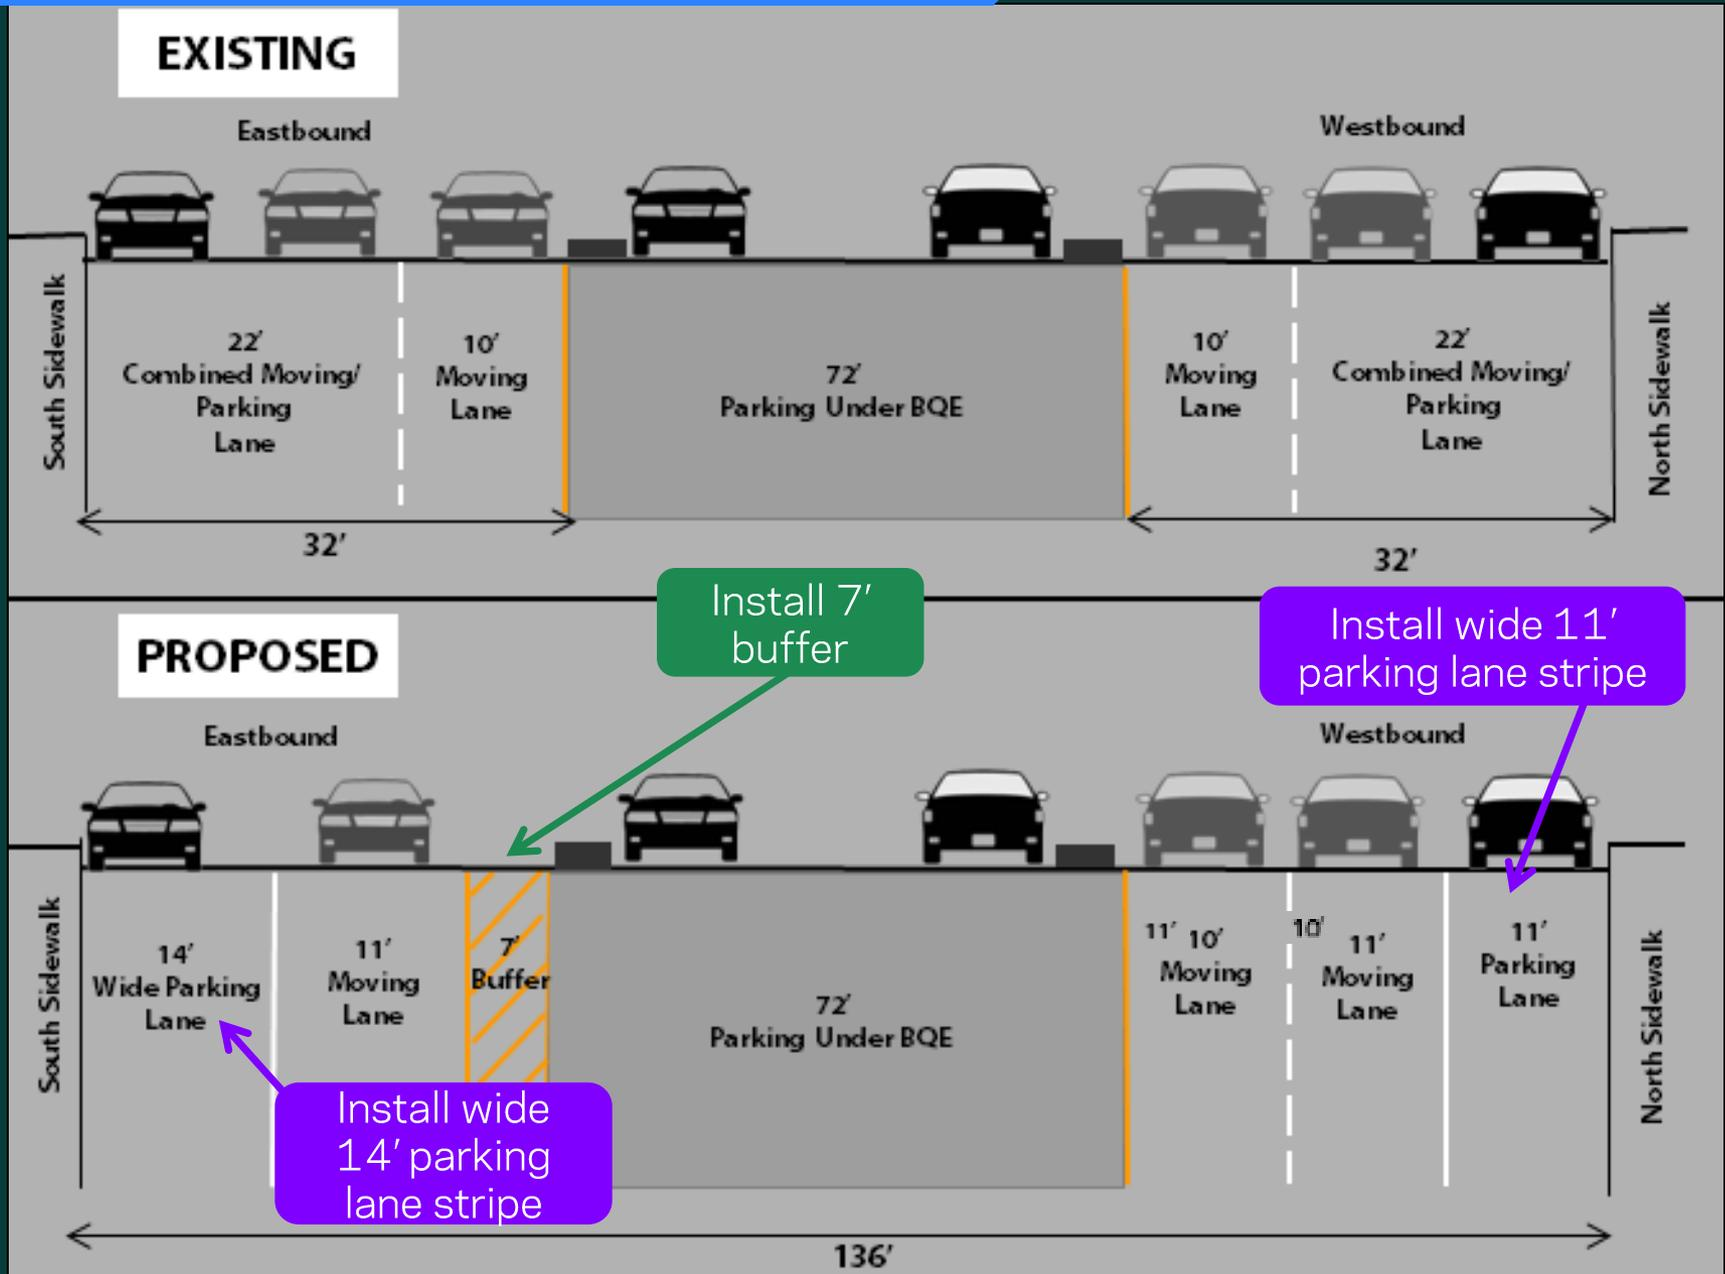 EXISTING
Eastbound
Westbound
South Sidewalk
22'
Combined Moving/
Parking
Lane
10'
Moving
Lane
72'
Parking Under BQE
10'
Moving
Lane
22'
Combined Moving/
Parking
Lane
North Sidewalk
32'
32'
Install 7'
buffer
Install wide 11'
parking lane stripe
PROPOSED
Eastbound
Westbound
South Sidewalk
14'
Wide Parking
Lane
11'
Moving
Lane
7'
Buffer
72'
Parking Under BQE
11' 10'
Moving
Lane
10'
11'
Moving
Lane
11'
Parking
Lane
North Sidewalk
Install wide
14' parking
lane stripe
136'